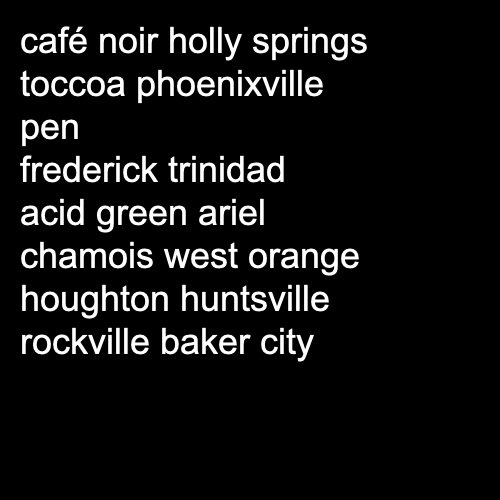 café noir holly springs
toccoa phoenixville
pen
frederick trinidad
acid green ariel
chamois west orange
houghton huntsville
rockville baker city